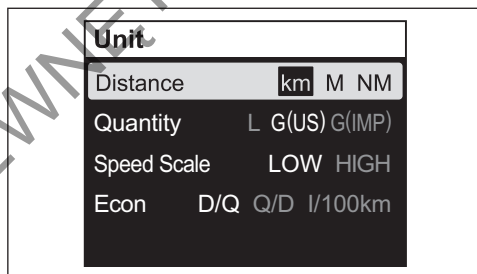 Unit
Distance km M NM
Quantity L G(US) G(IMP)
Speed Scale LOW HIGH
Econ D/Q Q/D l/100km